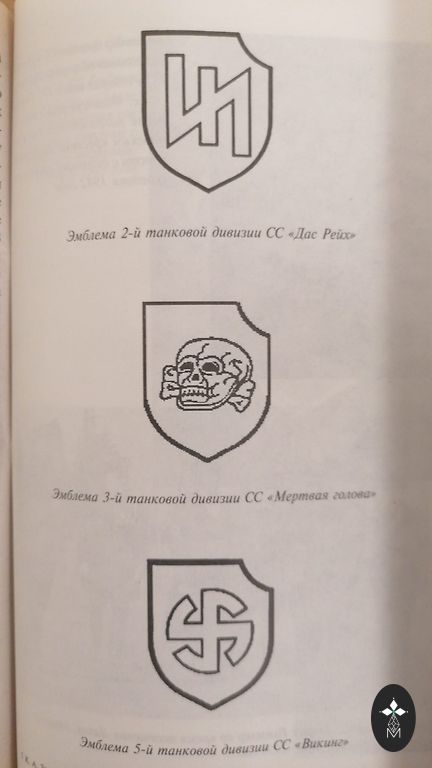 Эмблема 2-й танковой дивизии СС «Дас Рейх»
Эмблема 3-й танковой дивизии СС «Мертвая голова»
Эмблема 5-й танковой дивизии СС «Викинг»